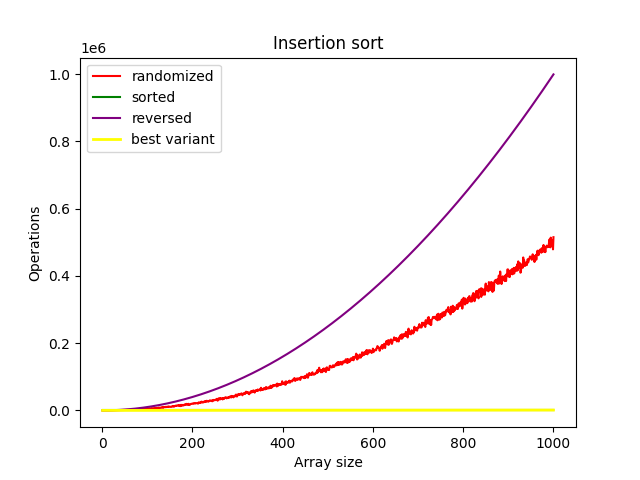 Insertion sort
1e6
randomized
sorted
reversed
best variant
1.0
0.8
0.6
0.4
0.2
0.0
Operations
0 200 400 600 800 1000
Array size